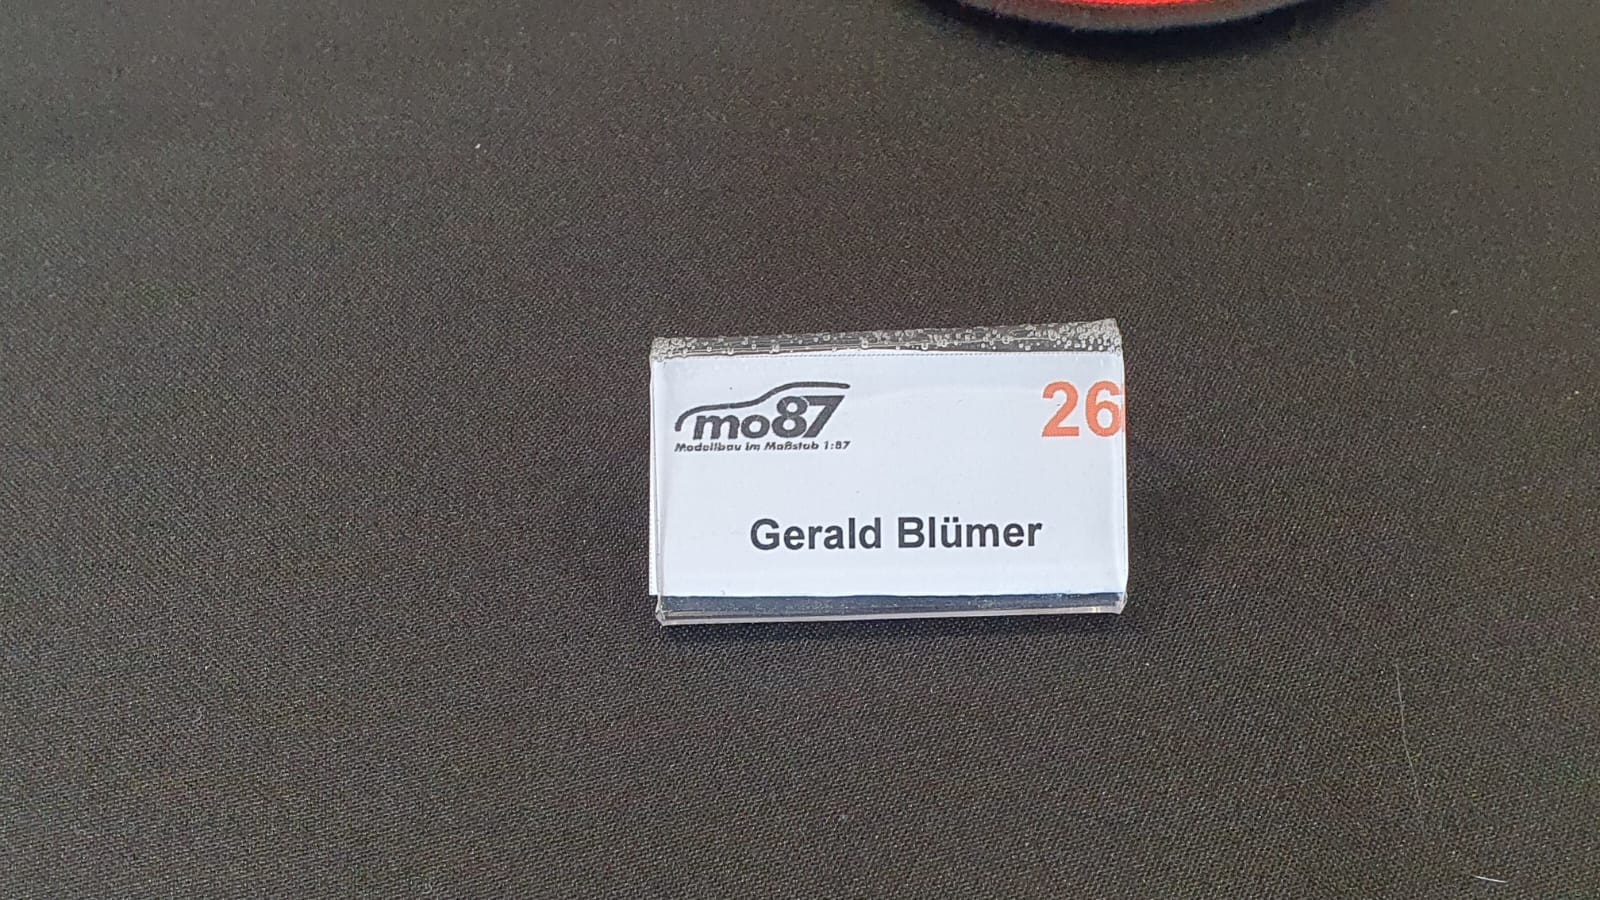 mo87
26
Modellbau im Maßstab 1:87
Gerald Blümer